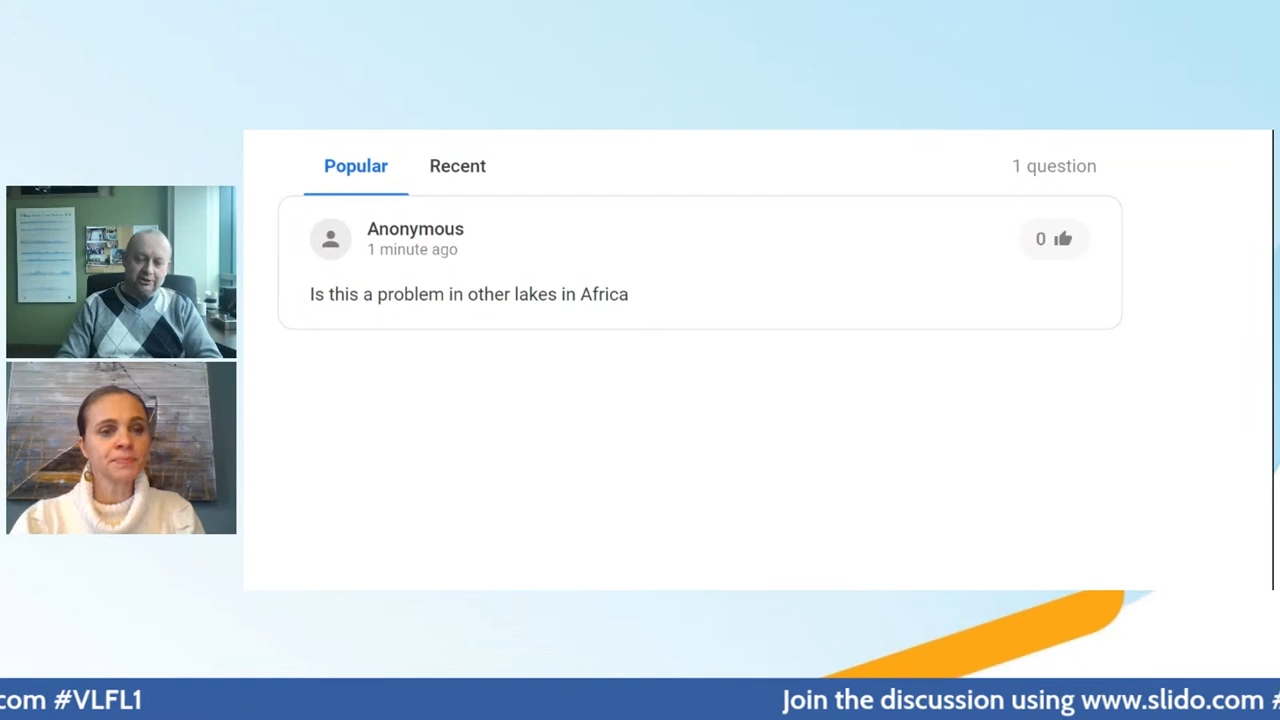 Popular Recent 1 question
Anonymous
1 minute ago
0
Is this a problem in other lakes in Africa
com #VLFL1 Join the discussion using www.slido.com #